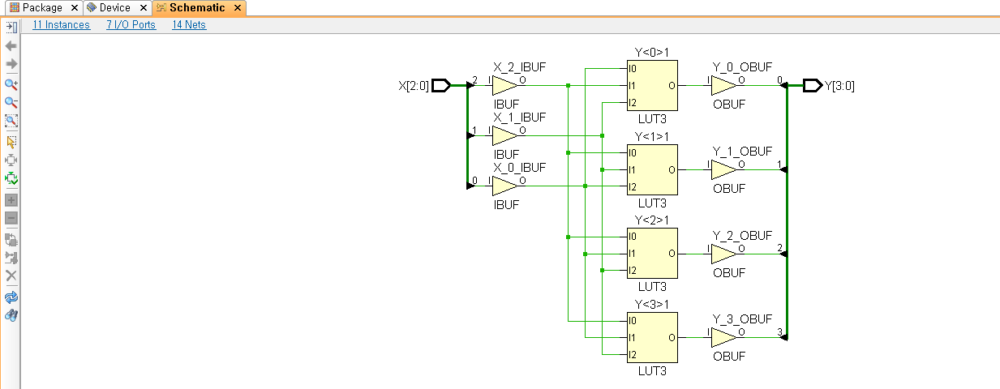 Package Device Schematic
11 Instances 7 I/O Ports 14 Nets
Y<0>1
X_2_IBUF Y_0_OBUF
X[2:0] 2 I O I0 I1 I2 O I O 0 Y[3:0]
IBUF OBUF
X_1_IBUF LUT3
1 I O Y<1>1
IBUF Y_1_OBUF
X_0_IBUF I0 I1 I2 O I O 1
0 I O OBUF
IBUF LUT3
Y<2>1
Y_2_OBUF
I0 I1 I2 O I O 2
OBUF
LUT3
Y<3>1
Y_3_OBUF
I0 I1 I2 O I O 3
OBUF
LUT3